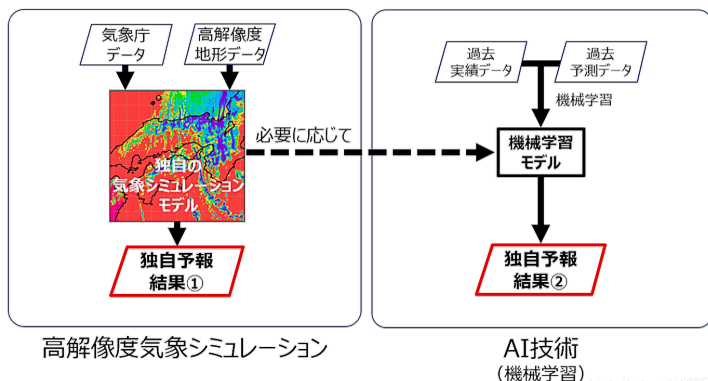 気象庁
データ
高解像度
地形データ
独自の
気象シミュレーション
モデル
独自予報
結果①
高解像度気象シミュレーション
必要に応じて
過去
実績データ
過去
予測データ
機械学習
機械学習
モデル
独自予報
結果②
AI技術
(機械学習)